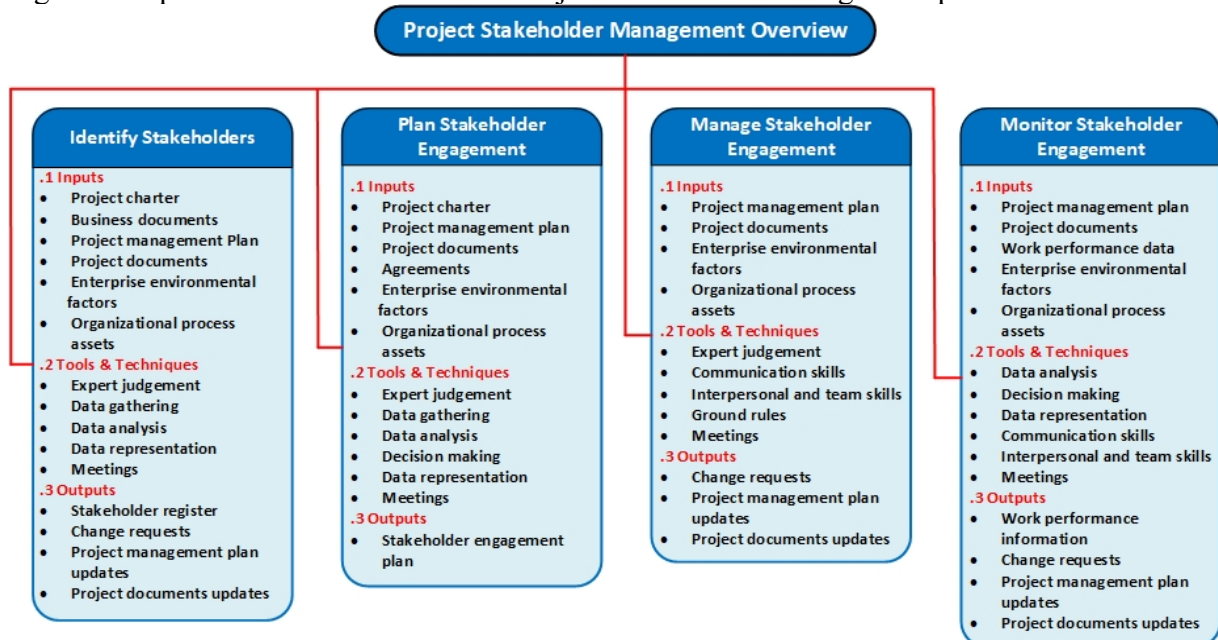 Project Stakeholder Management Overview
Identify Stakeholders
.1 Inputs
• Project charter
• Business documents
• Project management Plan
• Project documents
• Enterprise environmental
factors
• Organizational process
assets
.2 Tools & Techniques
• Expert judgement
• Data gathering
• Data analysis
• Data representation
• Meetings
.3 Outputs
• Stakeholder register
• Change requests
• Project management plan
updates
• Project documents updates
Plan Stakeholder
Engagement
.1 Inputs
• Project charter
• Project management plan
• Project documents
• Agreements
• Enterprise environmental
factors
• Organizational process
assets
.2 Tools & Techniques
• Expert judgement
• Data gathering
• Data analysis
• Decision making
• Data representation
• Meetings
.3 Outputs
• Stakeholder engagement
plan
Manage Stakeholder
Engagement
.1 Inputs
• Project management plan
• Project documents
• Enterprise environmental
factors
• Organizational process
assets
.2 Tools & Techniques
• Expert judgement
• Communication skills
• Interpersonal and team skills
• Ground rules
• Meetings
.3 Outputs
• Change requests
• Project management plan
updates
• Project documents updates
Monitor Stakeholder
Engagement
.1 Inputs
• Project management plan
• Project documents
• Work performance data
• Enterprise environmental
factors
• Organizational process
assets
.2 Tools & Techniques
• Data analysis
• Decision making
• Data representation
• Communication skills
• Interpersonal and team skills
• Meetings
.3 Outputs
• Work performance
information
• Change requests
• Project management plan
updates
• Project documents updates